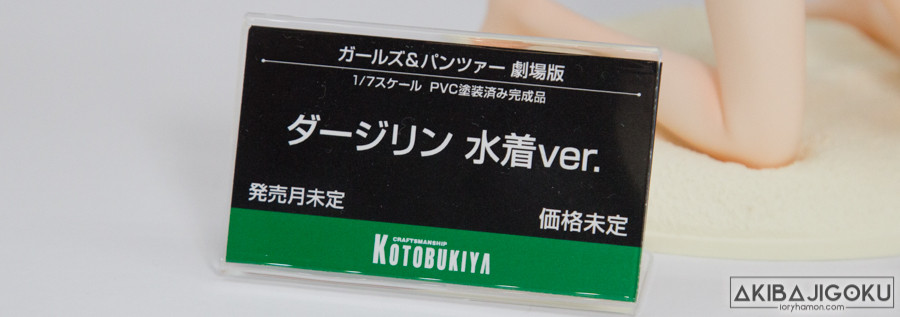 ガールズ&パンツァー 劇場版
1/7スケール PVC塗装済み完成品
ダージリン 水着ver.
発売月未定
価格未定
CRAFTSMANSHIP
KOTOBUKIYA
AKIBAJIGOKU
ioryhamon.com